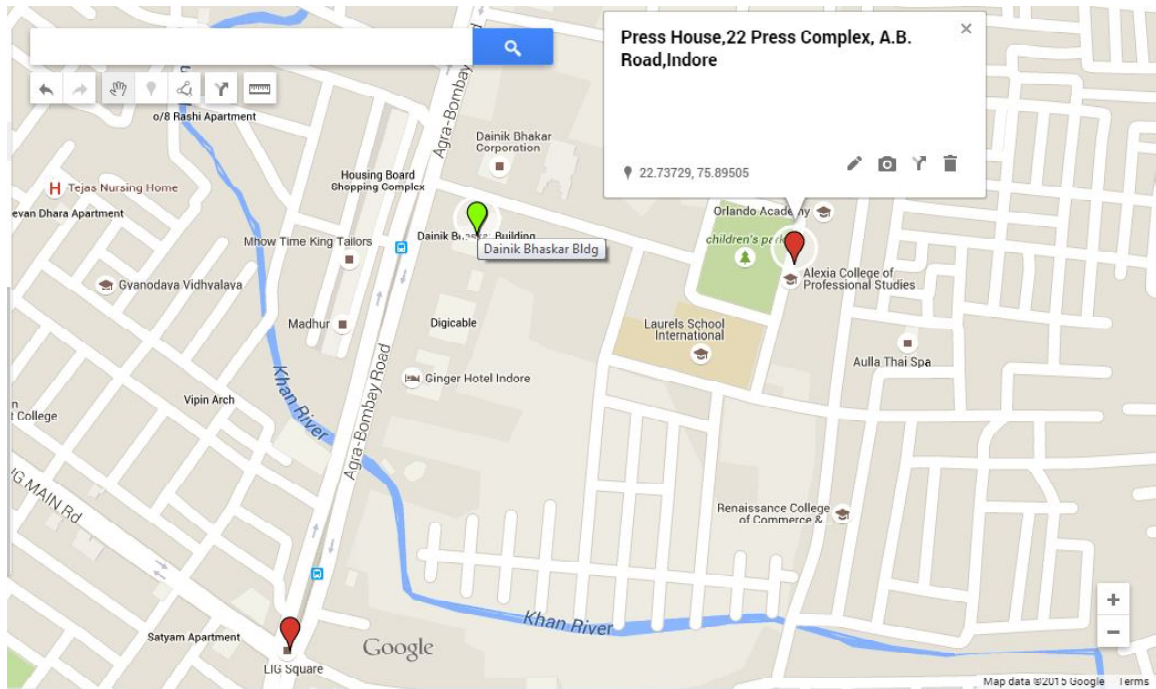 Press House,22 Press Complex, A.B.
Road,Indore
22.73729, 75.89505
o/8 Rashi Apartment
Agra-Bombay
Dainik Bhakar
Corporation
Housing Board
Shopping Complex
Tejas Nursing Home
evan Dhara Apartment
Orlando Academy
Dainik Bhaskar Building
Dainik Bhaskar Bldg
children's park
Mhow Time King Tailors
Alexia College of
Professional Studies
Gyanodaya Vidhyalaya
Madhur
Digicable
Laurels School
International
Aulla Thai Spa
Ginger Hotel Indore
Agra-Bombay Road
Khan River
Vipin Arch
n
t College
IG MAIN Rd
Renaissance College
of Commerce &
Khan River
Satyam Apartment
Google
LIG Square
Map data ©2015 Google
Terms